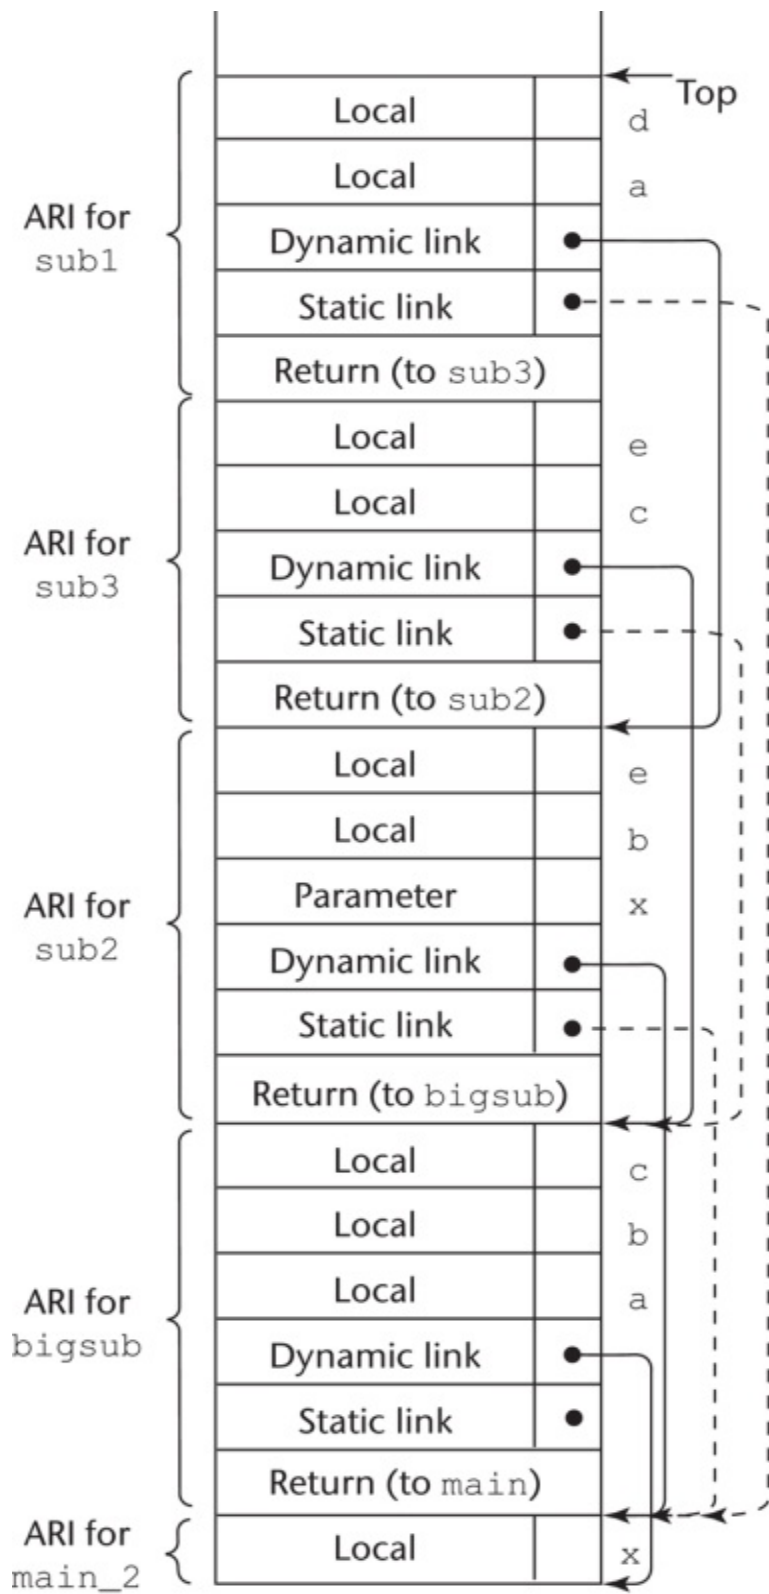 Top
Local
d
Local
a
ARI for
sub1
Dynamic link
Static link
Return (to sub3)
Local
e
Local
c
ARI for
sub3
Dynamic link
Static link
Return (to sub2)
Local
e
Local
b
Parameter
x
ARI for
sub2
Dynamic link
Static link
Return (to bigsub)
Local
c
Local
b
Local
a
ARI for
bigsub
Dynamic link
Static link
Return (to main)
ARI for
main_2
Local
x